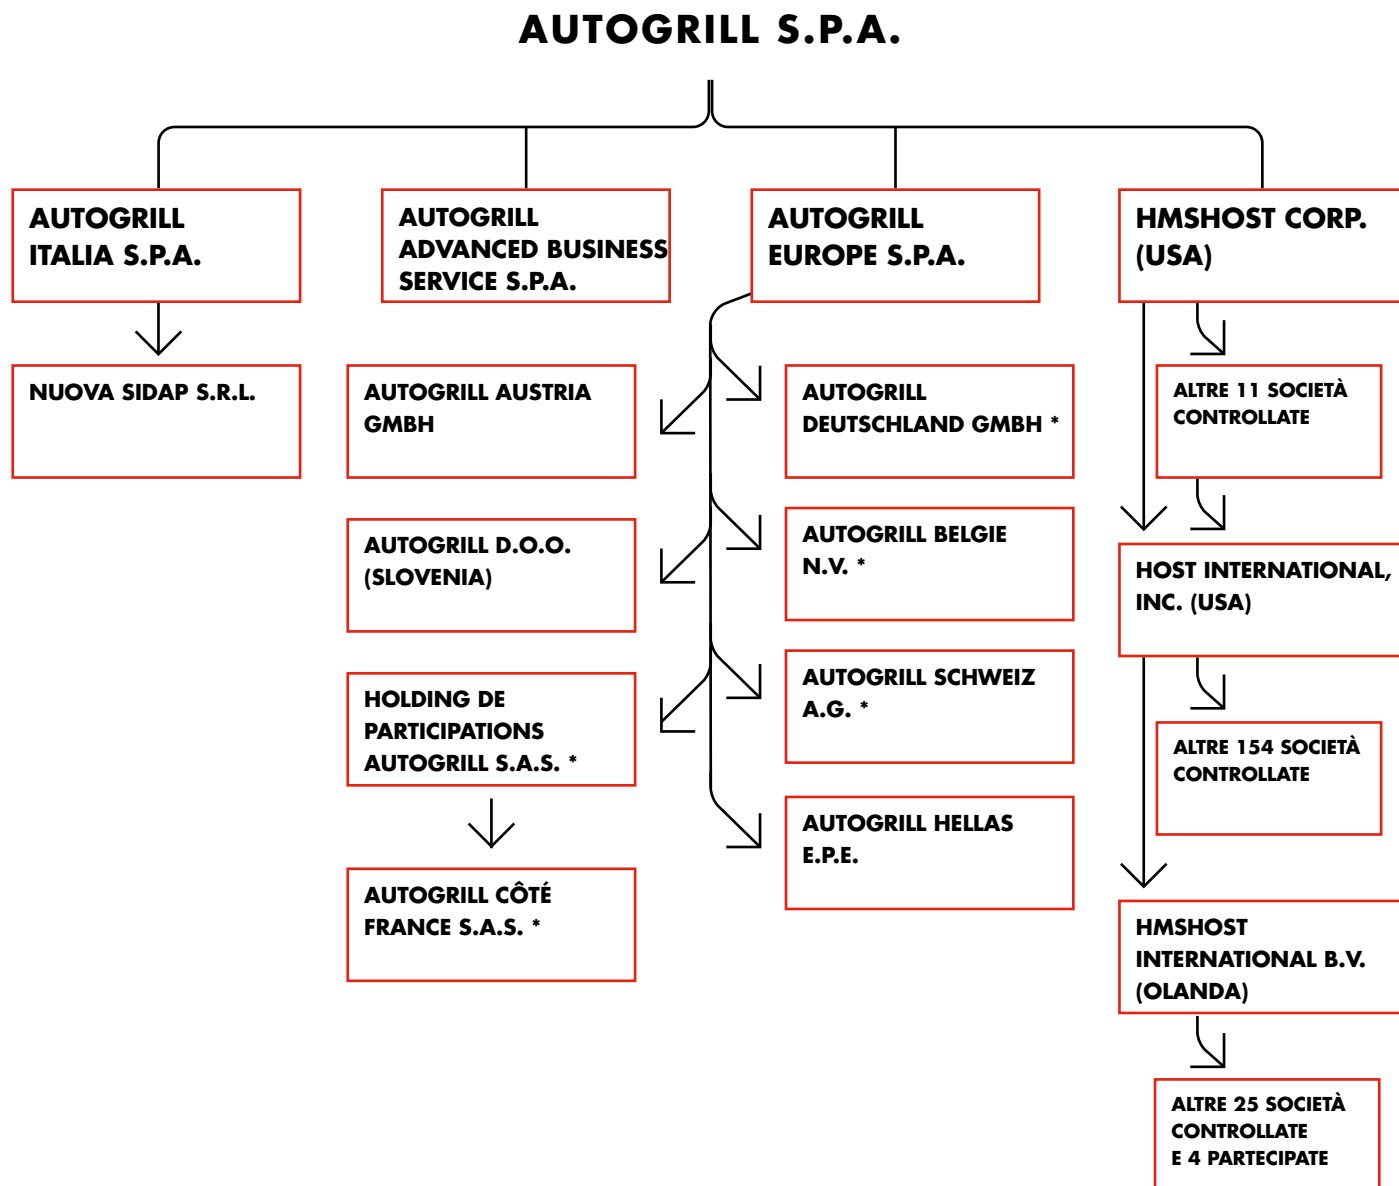 AUTOGRILL S.P.A.
AUTOGRILL
ITALIA S.P.A.
AUTOGRILL
ADVANCED BUSINESS
SERVICE S.P.A.
AUTOGRILL
EUROPE S.P.A.
HMSHOST CORP.
(USA)
NUOVA SIDAP S.R.L.
AUTOGRILL AUSTRIA
GMBH
AUTOGRILL
DEUTSCHLAND GMBH *
ALTRE 11 SOCIETÀ
CONTROLLATE
AUTOGRILL D.O.O.
(SLOVENIA)
AUTOGRILL BELGIE
N.V. *
HOST INTERNATIONAL,
INC. (USA)
HOLDING DE
PARTICIPATIONS
AUTOGRILL S.A.S. *
AUTOGRILL SCHWEIZ
A.G. *
ALTRE 154 SOCIETÀ
CONTROLLATE
AUTOGRILL CÔTÉ
FRANCE S.A.S. *
AUTOGRILL HELLAS
E.P.E.
HMSHOST
INTERNATIONAL B.V.
(OLANDA)
ALTRE 25 SOCIETÀ
CONTROLLATE
E 4 PARTECIPATE